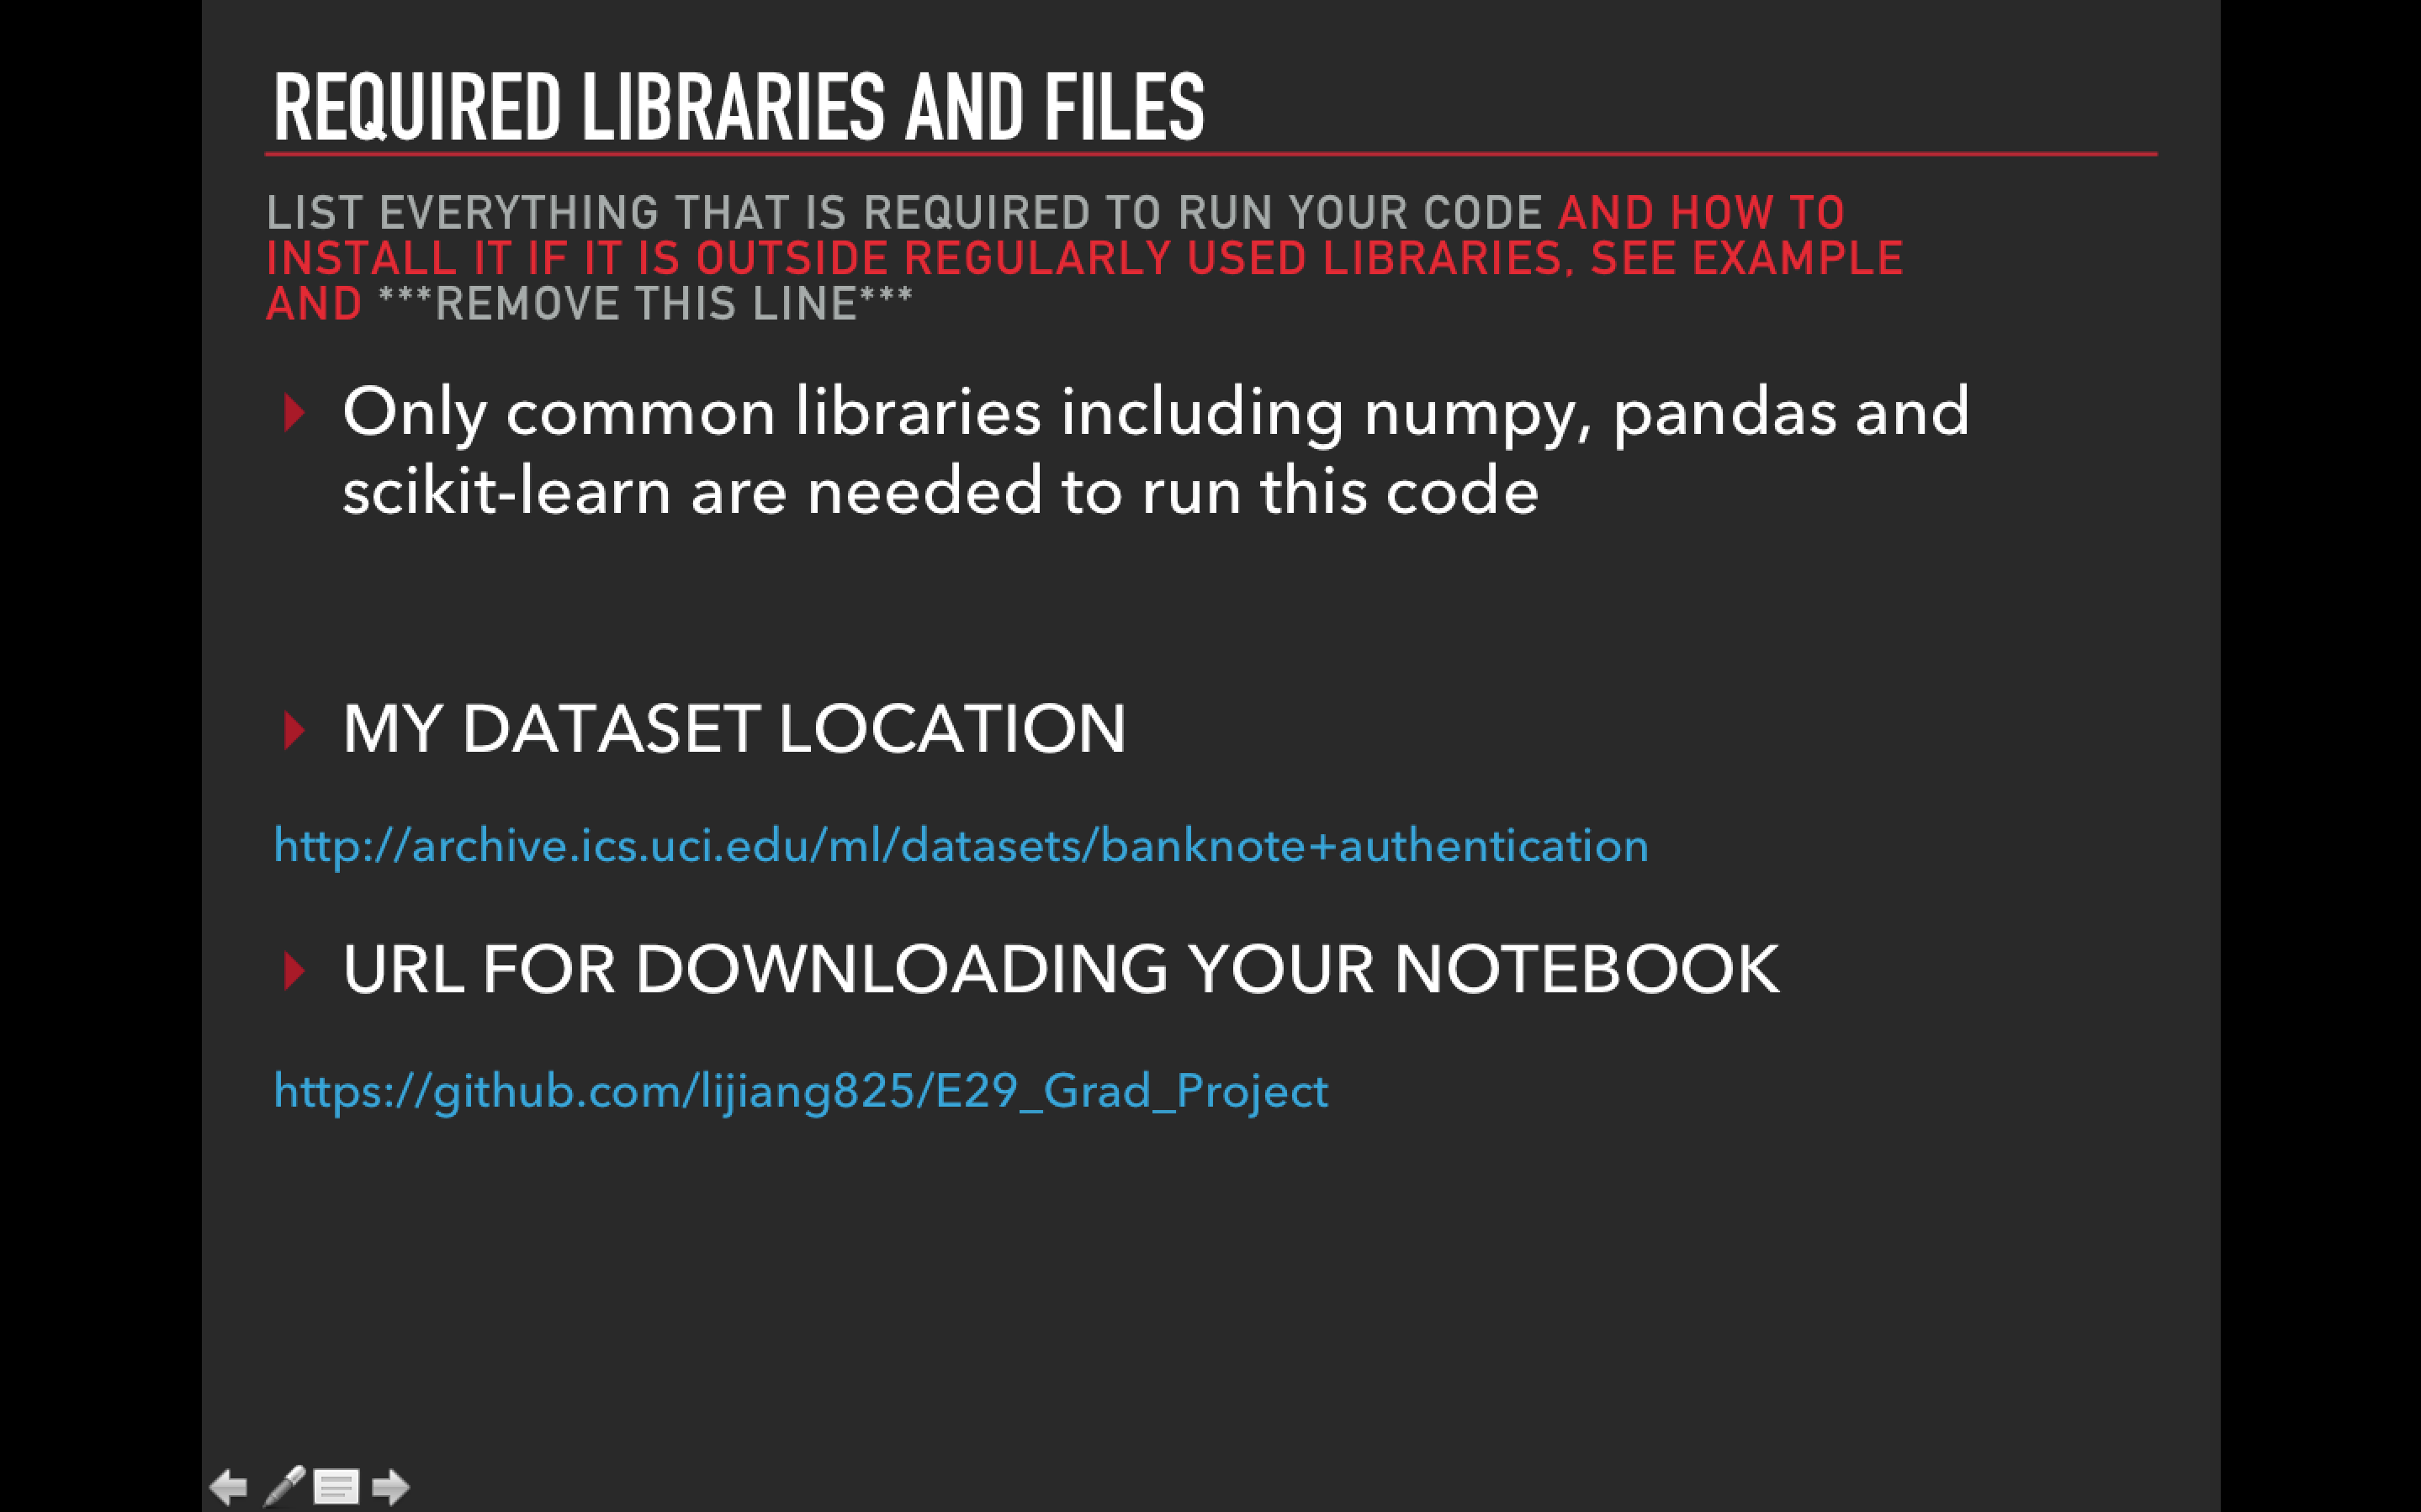 REQUIRED LIBRARIES AND FILES
LIST EVERYTHING THAT IS REQUIRED TO RUN YOUR CODE AND HOW TO
INSTALL IT IF IT IS OUTSIDE REGULARLY USED LIBRARIES, SEE EXAMPLE
AND ***REMOVE THIS LINE***
Only common libraries including numpy, pandas and
scikit-learn are needed to run this code
MY DATASET LOCATION
http://archive.ics.uci.edu/ml/datasets/banknote+authentication
URL FOR DOWNLOADING YOUR NOTEBOOK
https://github.com/lijiang825/E29_Grad_Project